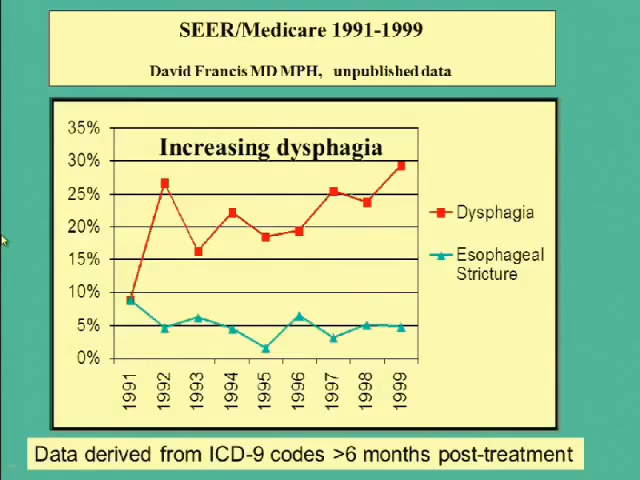 SEER/Medicare 1991-1999
David Francis MD MPH, unpublished data
Increasing dysphagia
35%
30%
25%
20%
15%
10%
5%
0%
1991
1992
1993
1994
1995
1996
1997
1998
1999
Dysphagia
Esophageal
Stricture
Data derived from ICD-9 codes >6 months post-treatment